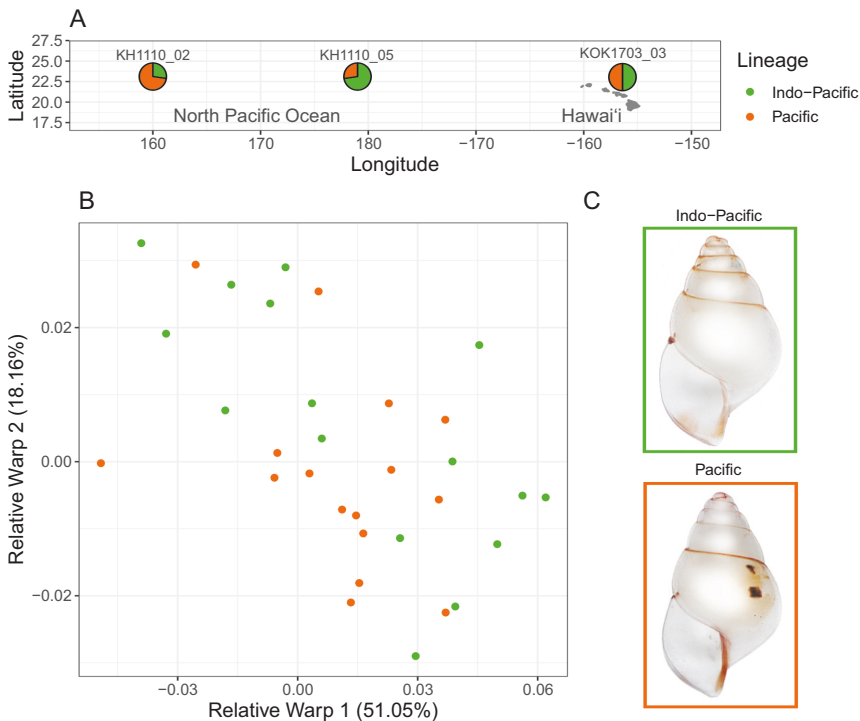 A
KH1110_02
KH1110_05
KOK1703_03
27.5
25.0
22.5
20.0
17.5
Latitude
North Pacific Ocean
Hawaiʻi
160
170
180
−170
−160
−150
Longitude
Lineage
Indo−Pacific
Pacific
B
0.02
0.00
−0.02
Relative Warp 2 (18.16%)
−0.03
0.00
0.03
0.06
Relative Warp 1 (51.05%)
C
Indo−Pacific
Pacific